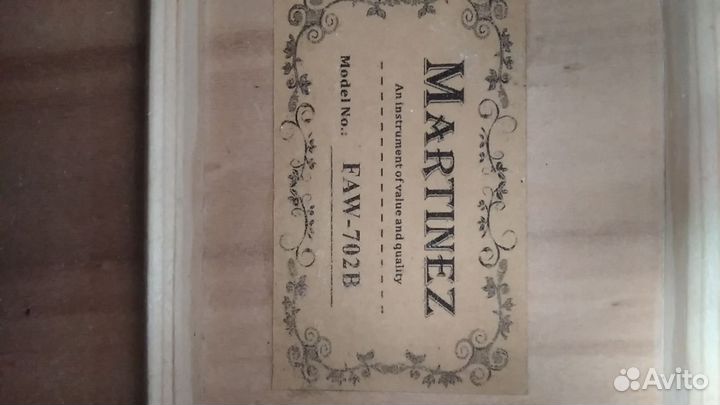 MARTINEZ
An instrument of value and quality
Model No.: FAW-702B
Avito